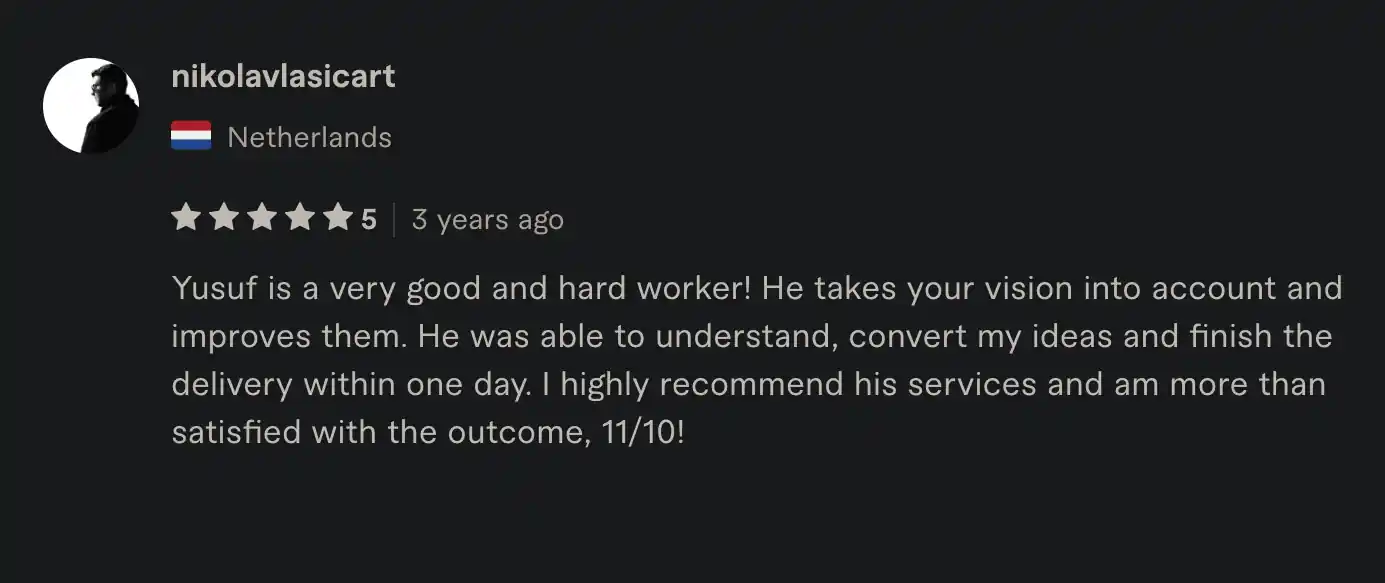 nikolavlasicart
Netherlands
5 | 3 years ago
Yusuf is a very good and hard worker! He takes your vision into account and
improves them. He was able to understand, convert my ideas and finish the
delivery within one day. I highly recommend his services and am more than
satisfied with the outcome, 11/10!